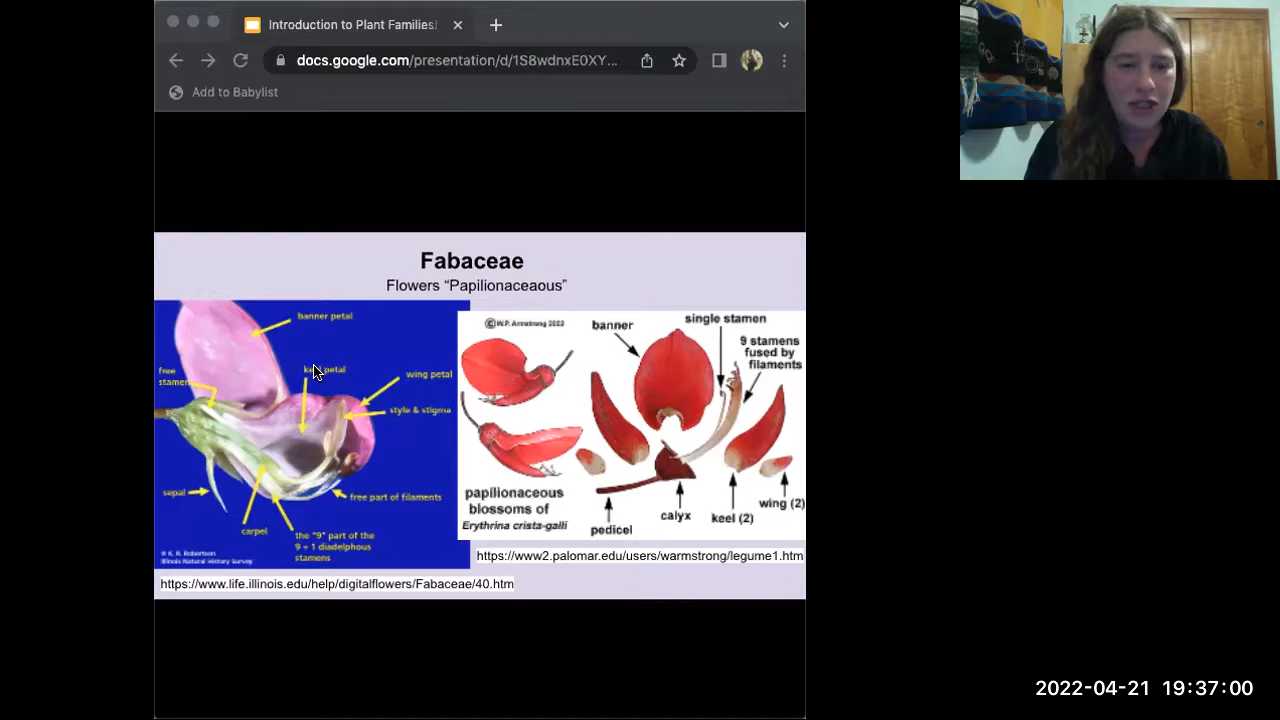 Introduction to Plant Families!
docs.google.com/presentation/d/1S8wdnxE0XY...
Add to Babylist
Fabaceae
Flowers “Papilionaceaous”
banner petal
free
stamen
petal
wing petal
style & stigma
sepal
free part of filaments
carpel
the "9" part of the
9 + 1 diadelphous
stamens
© K. R. Robertson
Illinois Natural History Survey
https://www.life.illinois.edu/help/digitalflowers/Fabaceae/40.htm
©W.P. Armstrong 2002
banner
single stamen
9 stamens
fused by
filaments
papilionaceous
blossoms of
Erythrina crista-galli
pedicel
calyx
keel (2)
wing (2)
https://www2.palomar.edu/users/warmstrong/legume1.htm
2022-04-21 19:37:00